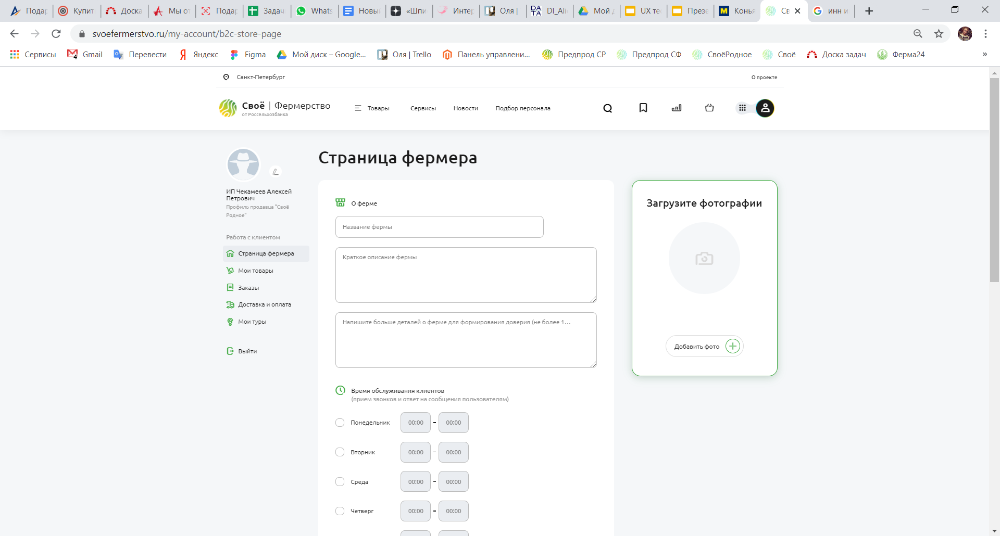 Подар
Купит
Доска
Мы от
Подар
Задач
Whats
Новый
«Шпи
Интер
Оля |
DATA
DI_Ali
Мой д
UX тес
Презе
М
Конья
Св
инн и
svoefermerstvo.ru/my-account/b2c-store-page
Сервисы
4
Gmail
Перевести
Яндекс
Figma
Мой диск – Google...
Оля | Trello
Панель управлени...
Предпрод СР
Предпрод СФ
СвоёРодное
Своё
Доска задач
Ферма24
»
Санкт-Петербург
О проекте
Своё | Фермерство
от Россельхозбанка
Товары
Сервисы
Новости
Подбор персонала
Страница фермера
ИП Чекамеев Алексей
Петрович
Профиль продавца "Своё
Родное"
Работа с клиентом
Страница фермера
Мои товары
Заказы
Доставка и оплата
Мои туры
Выйти
О ферме
Название фермы
Краткое описание фермы
Напишите больше деталей о ферме для формирования доверия (не более 1...
Время обслуживания клиентов
(прием звонков и ответ на сообщения пользователям)
Понедельник 00:00 - 00:00
Вторник 00:00 - 00:00
Среда 00:00 - 00:00
Четверг 00:00 - 00:00
Загрузите фотографии
Добавить фото